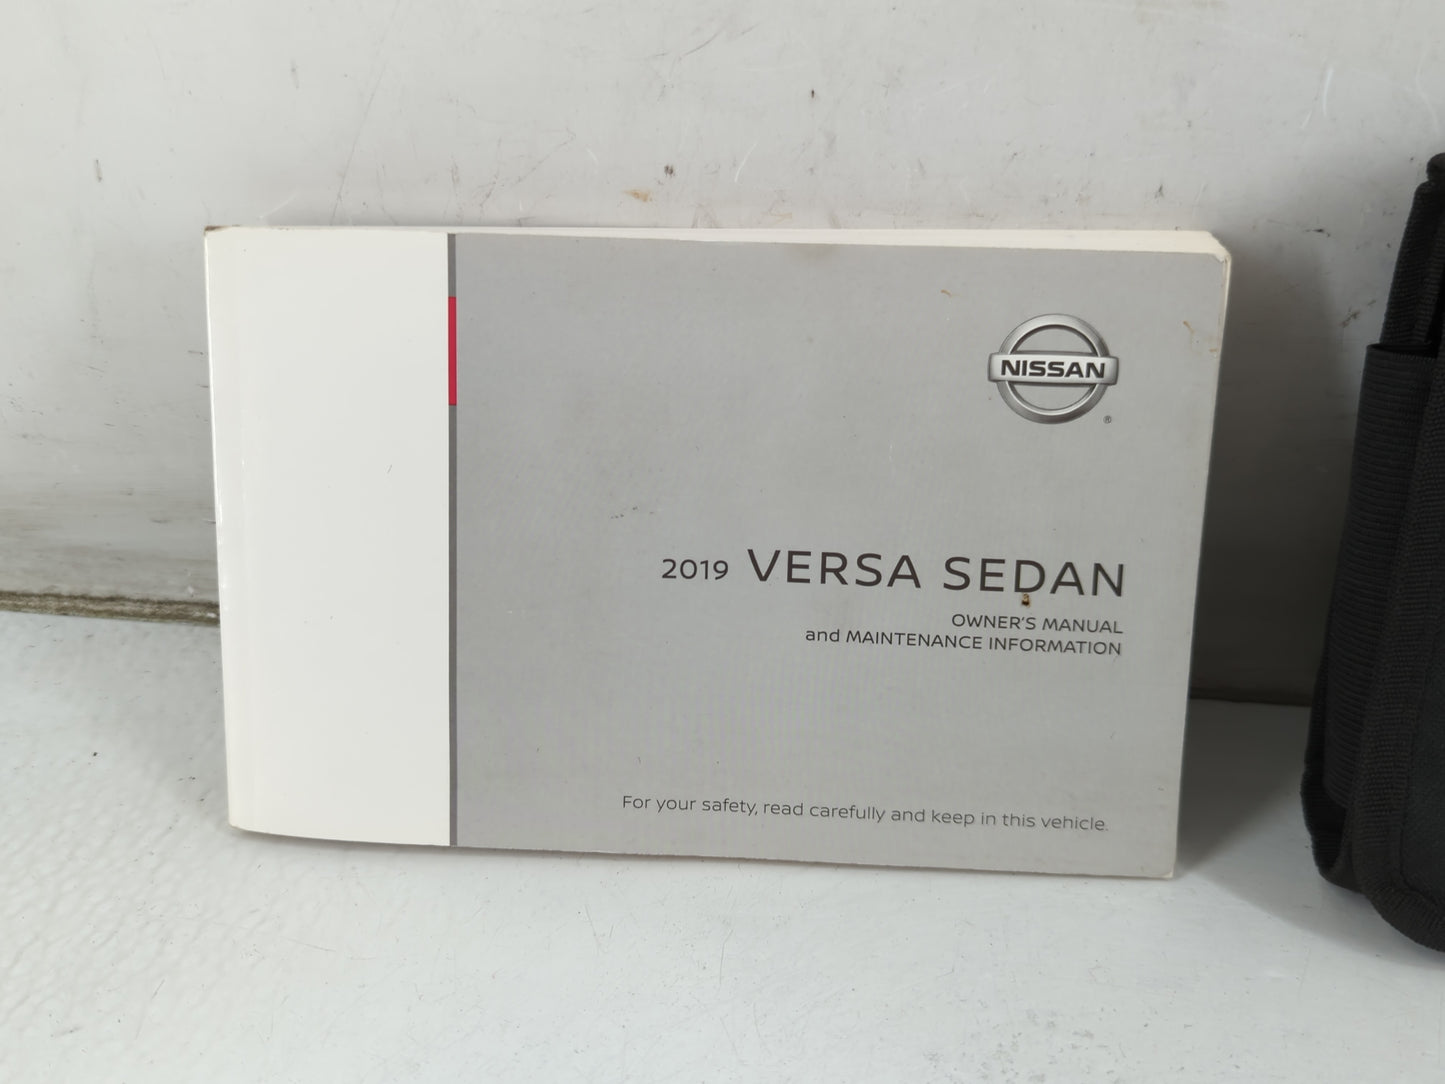 NISSAN
®
2019 VERSA SEDAN
OWNER'S MANUAL
and MAINTENANCE INFORMATION
For your safety, read carefully and keep in this vehicle.